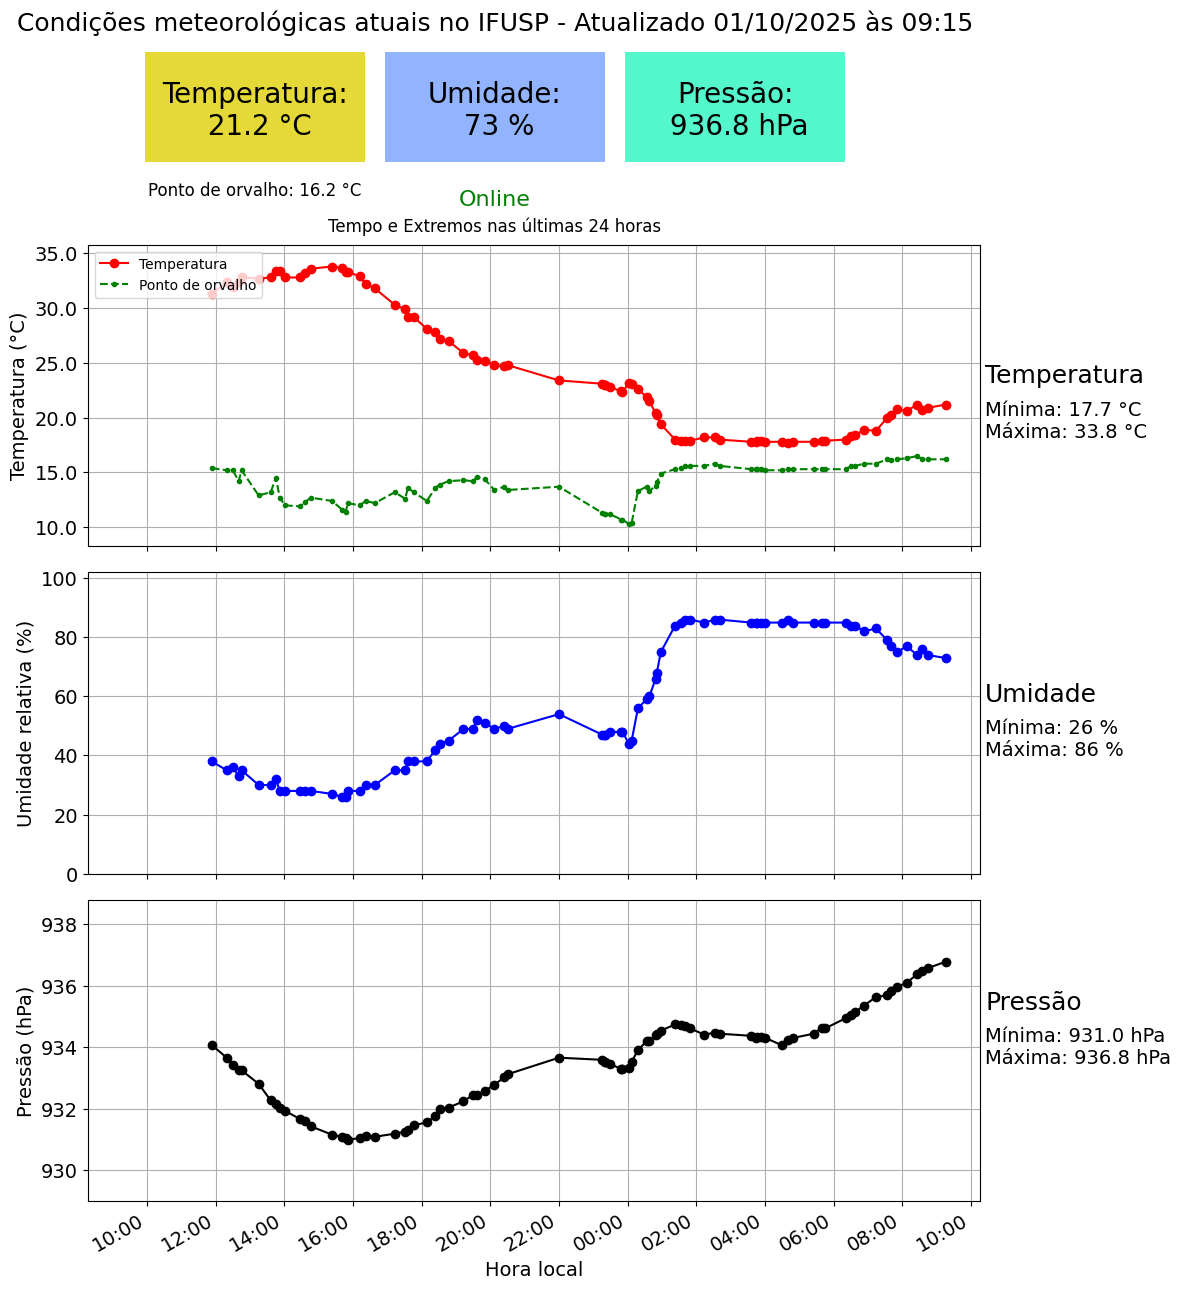 Condições meteorológicas atuais no IFUSP - Atualizado 01/10/2025 às 09:15
Temperatura:
21.2 °C
Umidade:
73 %
Pressão:
936.8 hPa
Ponto de orvalho: 16.2 °C
Online
Tempo e Extremos nas últimas 24 horas
Temperatura
Ponto de orvalho
Temperatura (°C)
35.0
30.0
25.0
20.0
15.0
10.0
Temperatura
Mínima: 17.7 °C
Máxima: 33.8 °C
Umidade relativa (%)
100
80
60
40
20
0
Umidade
Mínima: 26 %
Máxima: 86 %
Pressão (hPa)
938
936
934
932
930
Pressão
Mínima: 931.0 hPa
Máxima: 936.8 hPa
10:00
12:00
14:00
16:00
18:00
20:00
22:00
00:00
02:00
04:00
06:00
08:00
10:00
Hora local